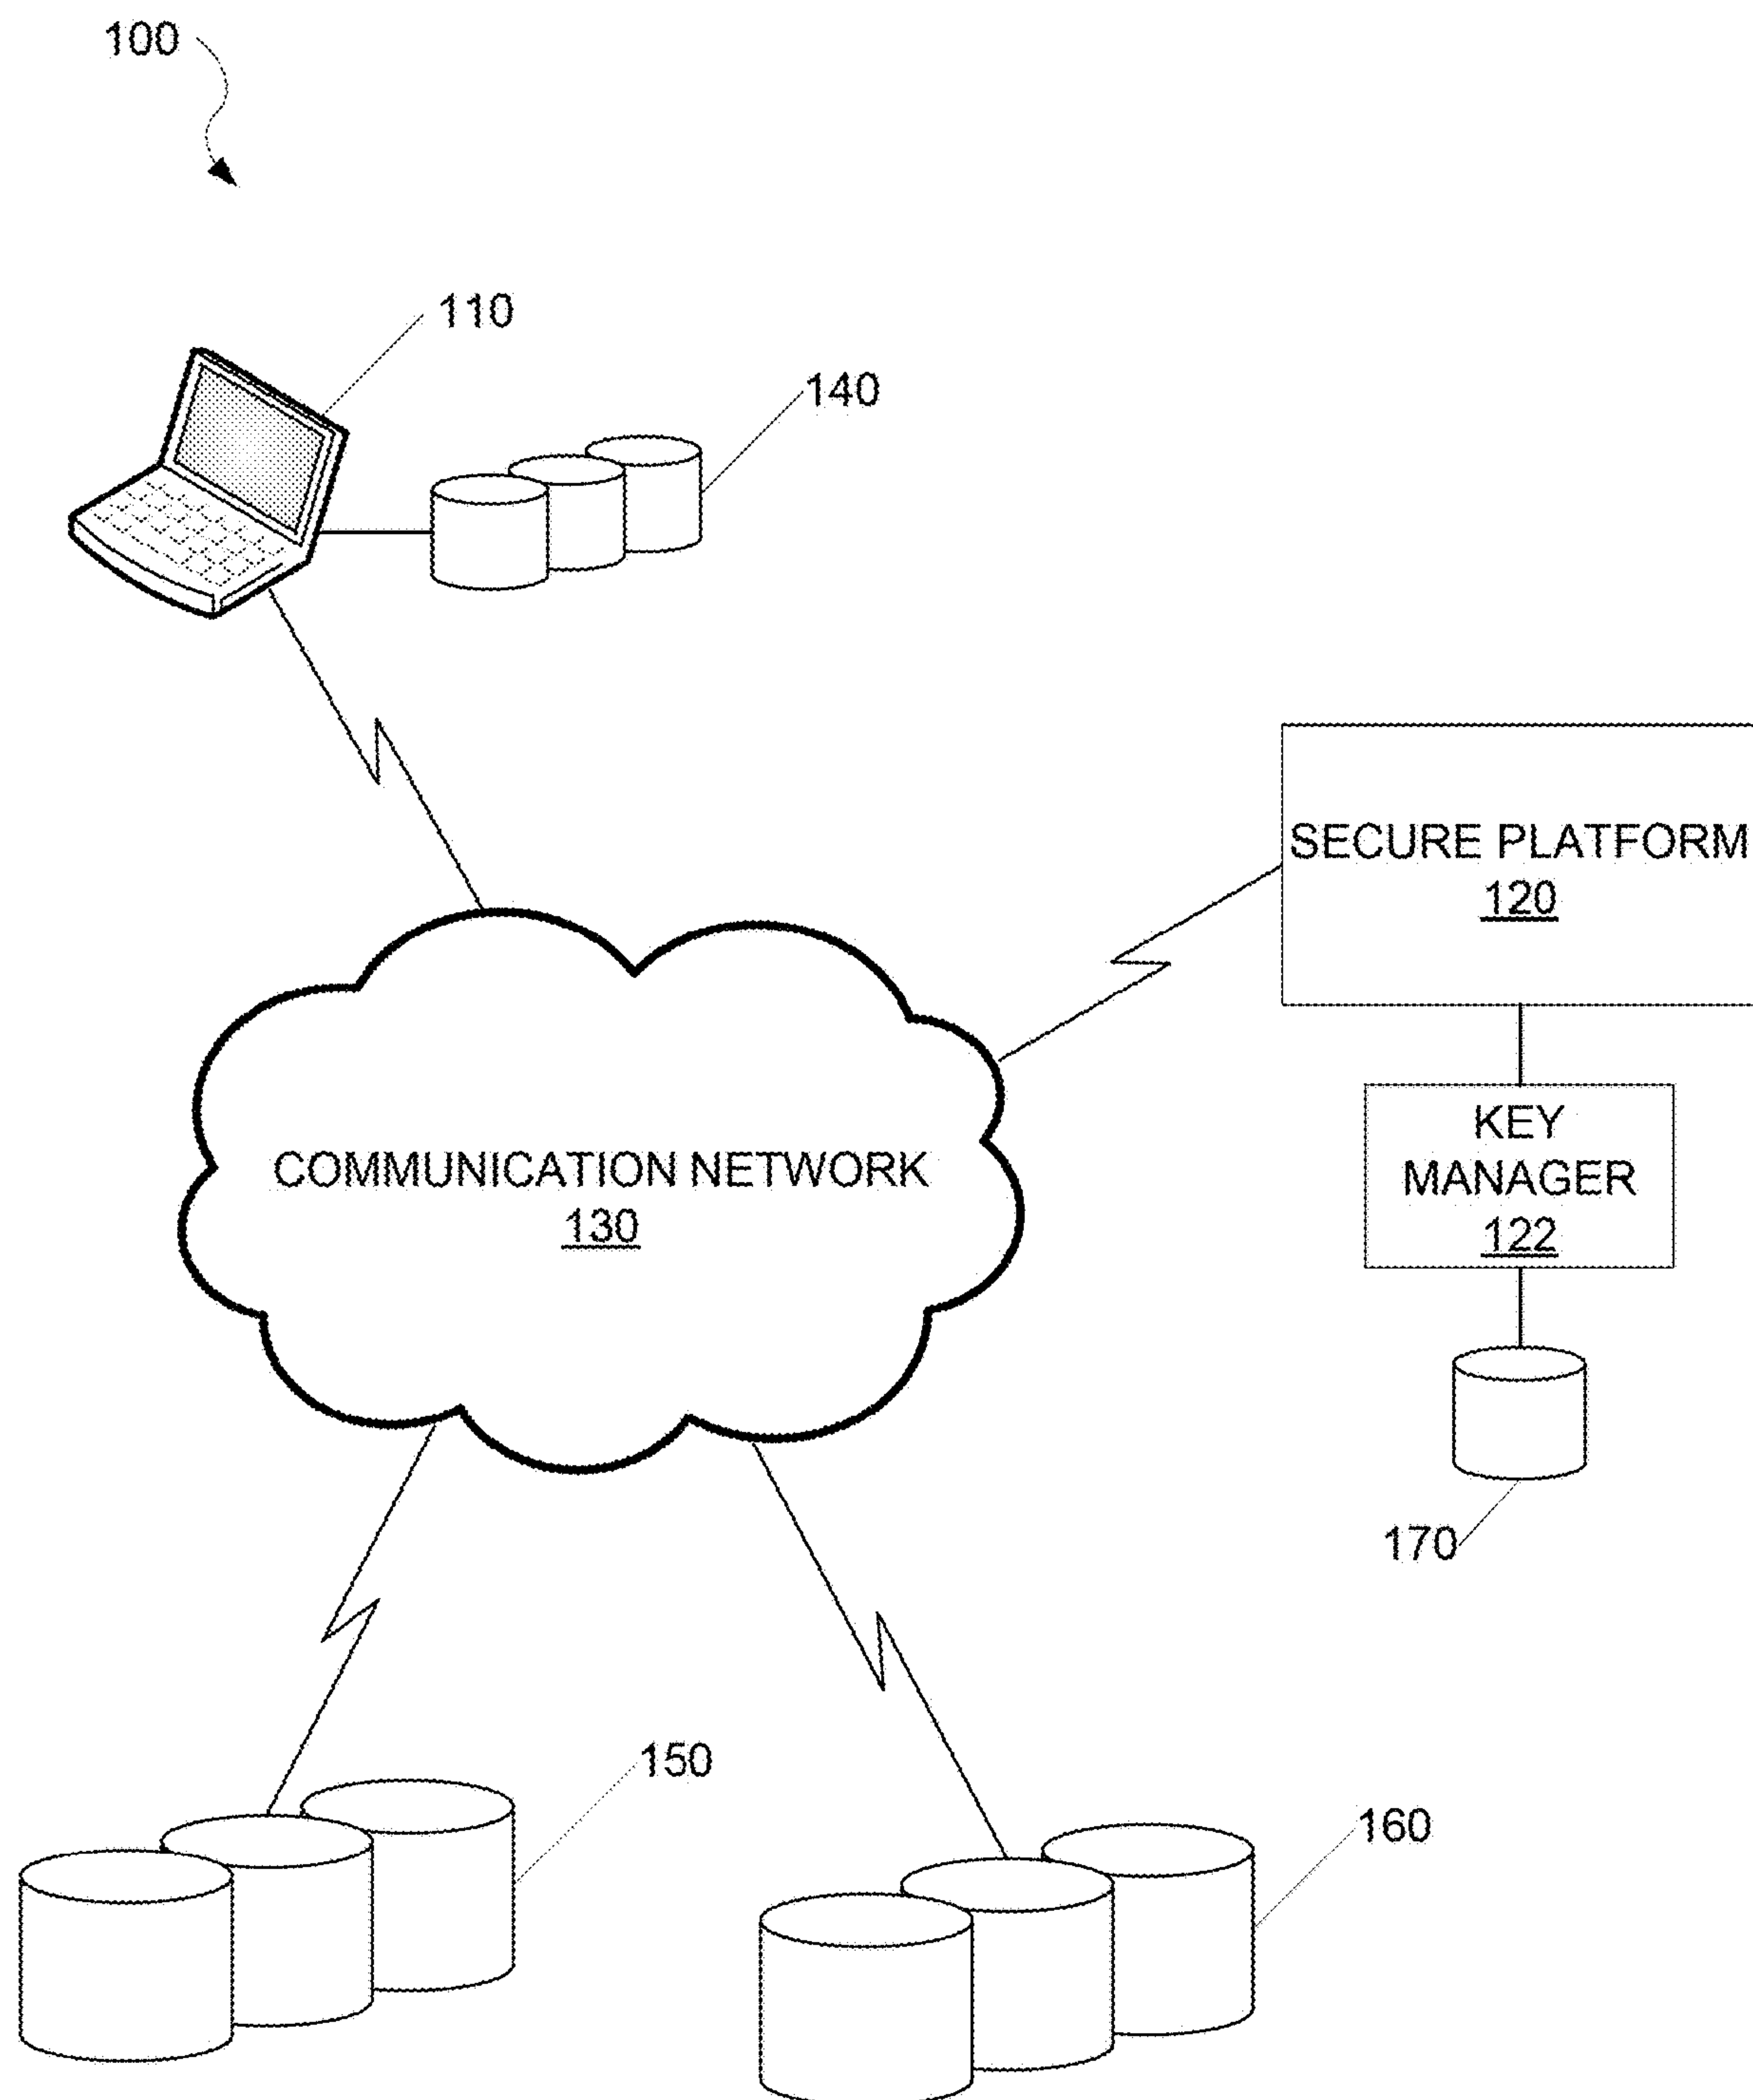 100
110
140
SECURE PLATFORM
120
KEY
MANAGER
122
COMMUNICATION NETWORK
130
170
150
160